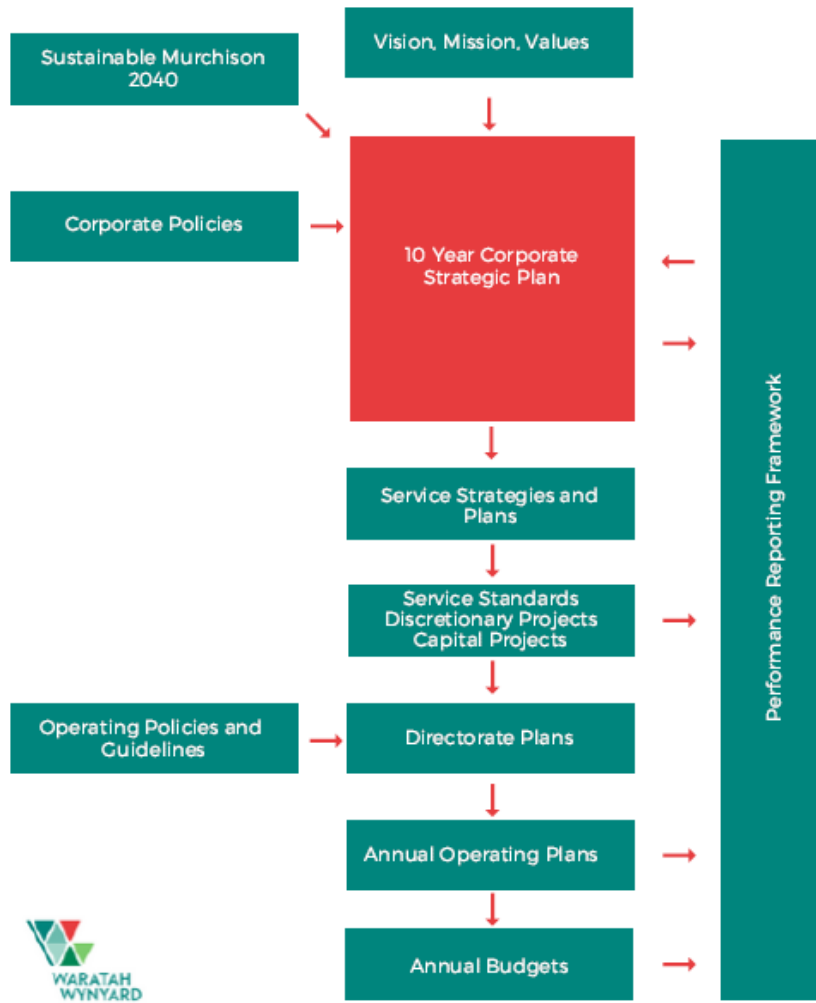 Vision, Mission, Values
Sustainable Murchison
2040
Corporate Policies
10 Year Corporate
Strategic Plan
Service Strategies and
Plans
Service Standards
Discretionary Projects
Capital Projects
Operating Policies and
Guidelines
Directorate Plans
Annual Operating Plans
Annual Budgets
Performance Reporting Framework
WARATAH
WYNYARD